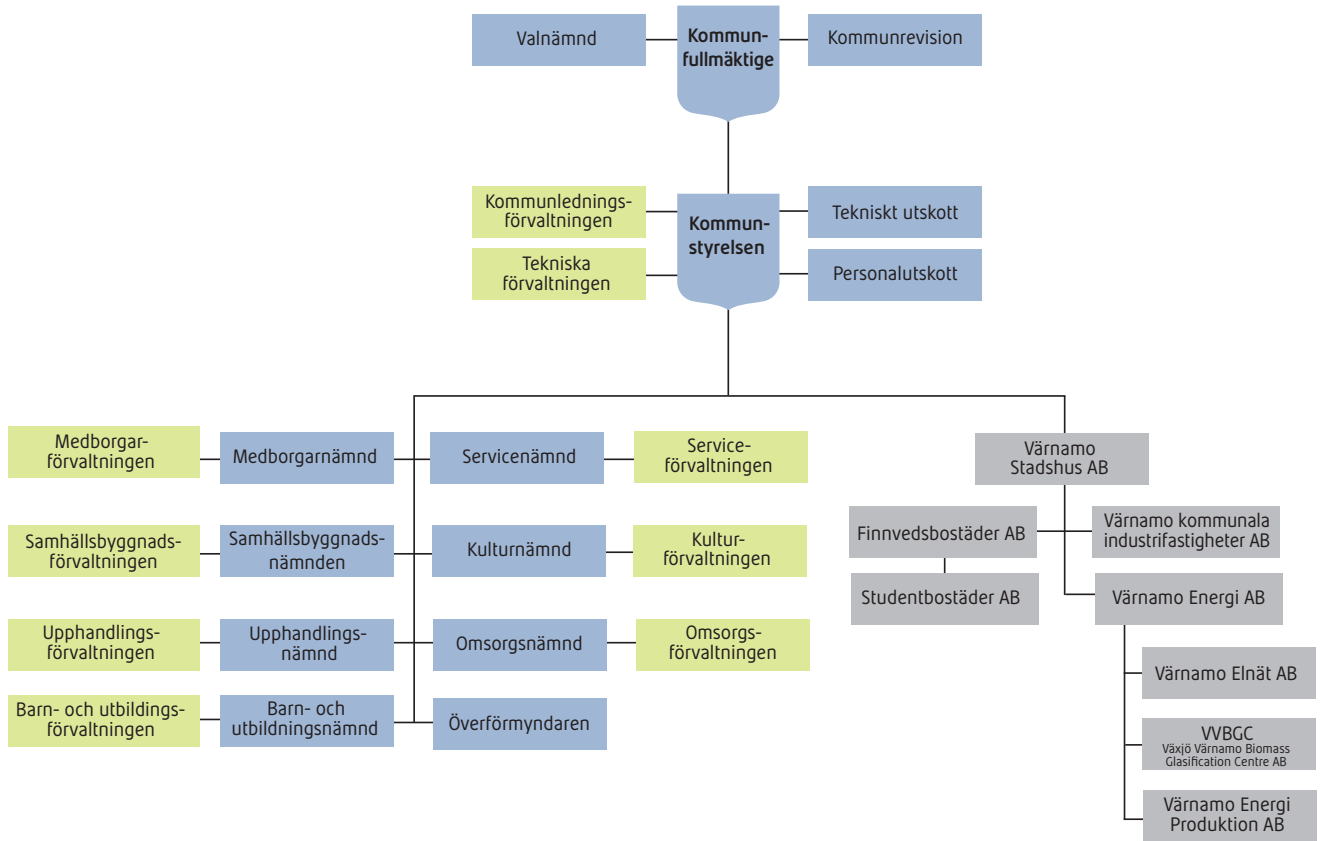 Valnämnd
Kommun-
fullmäktige
Kommunrevision
Kommunlednings-
förvaltningen
Tekniska
förvaltningen
Kommun-
styrelsen
Tekniskt utskott
Personalutskott
Medborgar-
förvaltningen
Medborgarnämnd
Servicenämnd
Service-
förvaltningen
Samhällsbyggnads-
förvaltningen
Samhällsbyggnads-
nämnden
Kulturnämnd
Kultur-
förvaltningen
Upphandlings-
förvaltningen
Upphandlings-
nämnd
Omsorgsnämnd
Omsorgs-
förvaltningen
Barn- och utbildings-
förvaltningen
Barn- och
utbildningsnämnd
Överförmyndaren
Värnamo
Stadshus AB
Finnvedsbostäder AB
Värnamo kommunala
industrifastigheter AB
Studentbostäder AB
Värnamo Energi AB
Värnamo Elnät AB
VVBGC
Växjö Värnamo Biomass
Glasification Centre AB
Värnamo Energi
Produktion AB